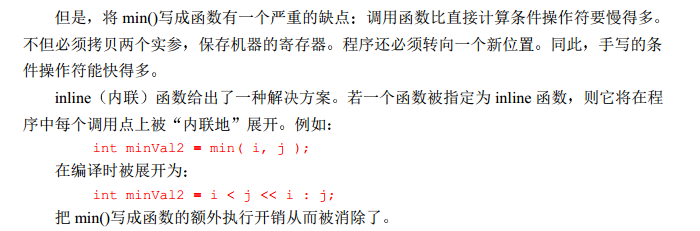 但是，将 min()写成函数有一个严重的缺点：调用函数比直接计算条件操作符要慢得多。
不但必须拷贝两个实参，保存机器的寄存器。程序还必须转向一个新位置。同此，手写的条
件操作符能快得多。
inline（内联）函数给出了一种解决方案。若一个函数被指定为 inline 函数，则它将在程
序中每个调用点上被“内联地”展开。例如：
int minVal2 = min( i, j );
在编译时被展开为：
int minVal2 = i < j << i : j;
把 min()写成函数的额外执行开销从而被消除了。